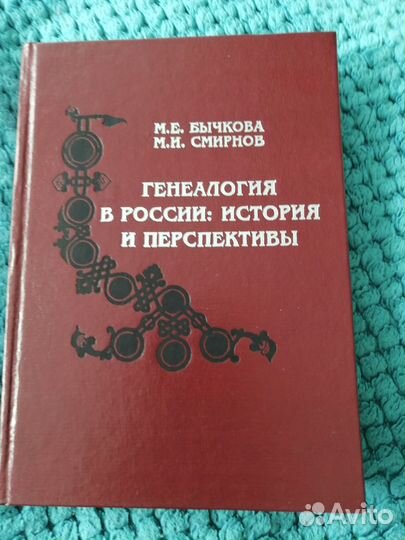 М.Е. БЫЧКОВА
М.И. СМИРНОВ
ГЕНЕАЛОГИЯ
В РОССИИ: ИСТОРИЯ
И ПЕРСПЕКТИВЫ
Avito